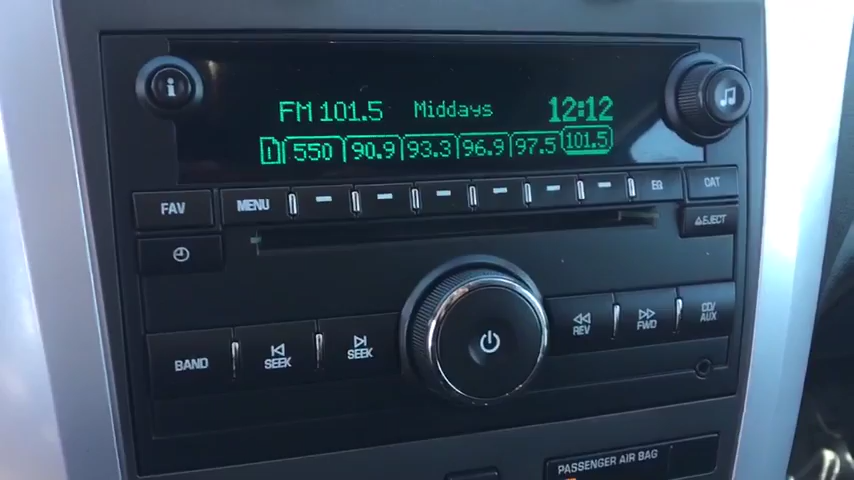 i
FM 101.5 Middays 12:12
1 550 90.9 93.3 96.9 97.5 101.5
FAV MENU EQ CAT
EJECT
BAND SEEK SEEK REV FWD CD/
AUX
PASSENGER AIR BAG